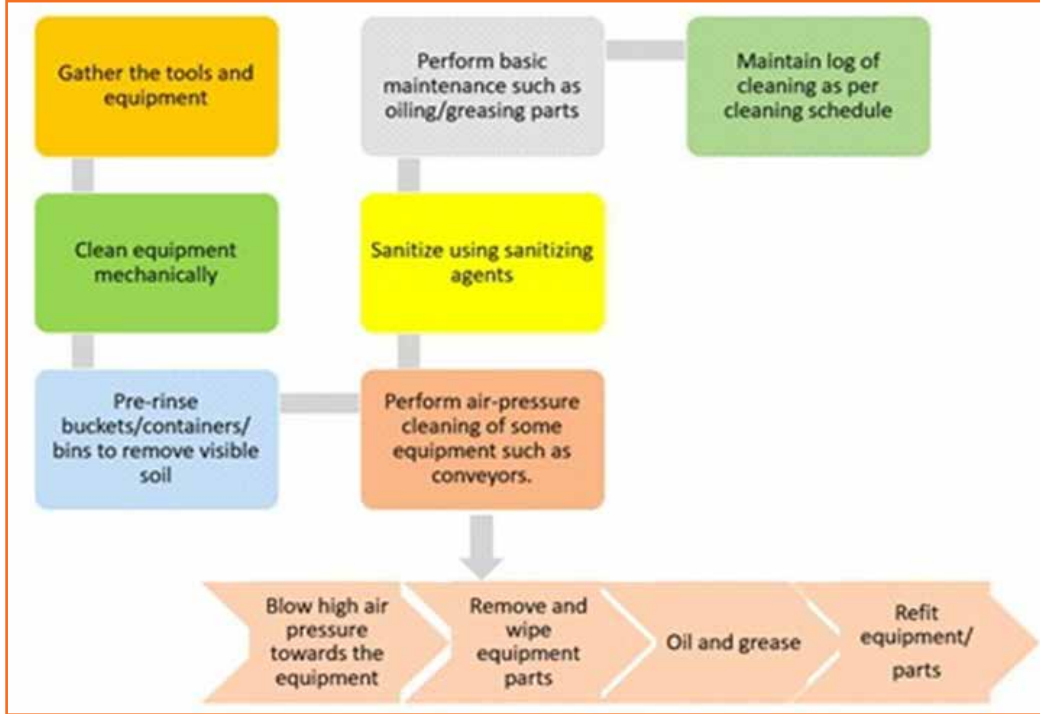 Gather the tools and
equipment
Clean equipment
mechanically
Pre-rinse
buckets/containers/
bins to remove visible
soil
Perform air-pressure
cleaning of some
equipment such as
conveyors.
Sanitize using sanitizing
agents
Perform basic
maintenance such as
oiling/greasing parts
Maintain log of
cleaning as per
cleaning schedule
Blow high air
pressure
towards the
equipment
Remove and
wipe
equipment
parts
Oil and grease
Refit
equipment/
parts